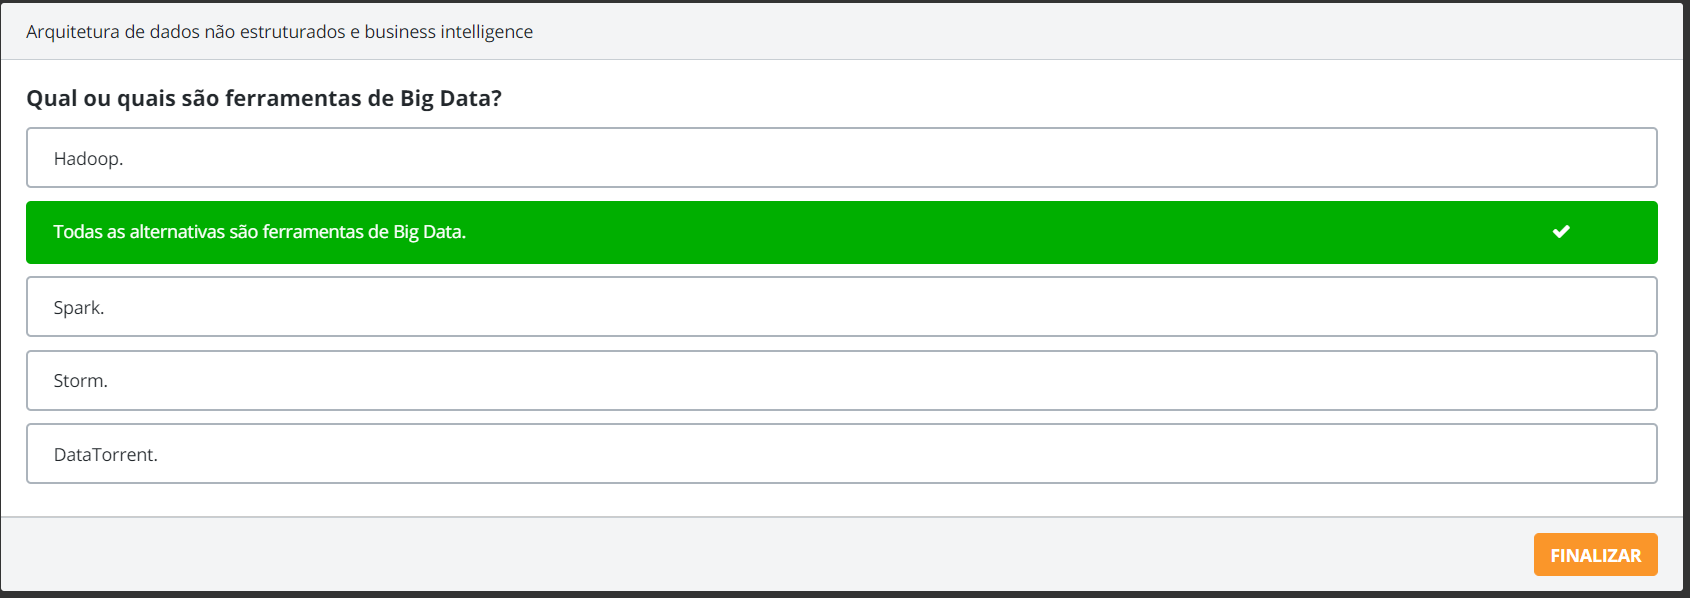 Arquitetura de dados não estruturados e business intelligence
Qual ou quais são ferramentas de Big Data?
Hadoop.
Todas as alternativas são ferramentas de Big Data.
Spark.
Storm.
DataTorrent.
FINALIZAR